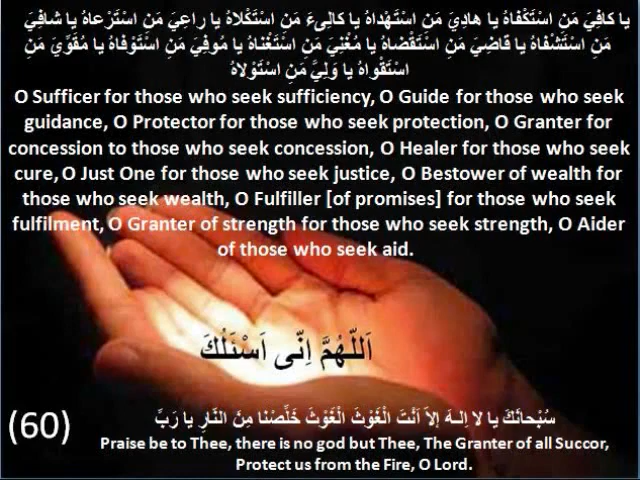 يا كافِيَ مَنِ اسْتَكْفاهُ يا هادِيَ مَنِ اسْتَهْداهُ يا كالِىءَ مَنِ اسْتَكْلاهُ يا راعِيَ مَنِ اسْتَرْعاهُ يا شافِيَ
مَنِ اسْتَشْفاهُ يا قاضِيَ مَنِ اسْتَقْضاهُ يا مُغْنِيَ مَنِ اسْتَغْناهُ يا مُوفِيَ مَنِ اسْتَوْفاهُ يا مُقَوِّيَ مَنِ
اسْتَقْواهُ يا وَلِيَّ مَنِ اسْتَوْلاهُ
O Sufficer for those who seek sufficiency, O Guide for those who seek
guidance, O Protector for those who seek protection, O Granter for
concession to those who seek concession, O Healer for those who seek
cure, O Just One for those who seek justice, O Bestower of wealth for
those who seek wealth, O Fulfiller [of promises] for those who seek
fulfilment, O Granter of strength for those who seek strength, O Aider
of those who seek aid.
اَللّهُمَّ اِنّى اَسْئَلُكَ
سُبْحانَكَ يا لا اِلـهَ اِلاّ اَنْتَ الْغَوْثَ الْغَوْثَ خَلِّصْنا مِنَ النّارِ يا رَبِّ
(60)
Praise be to Thee, there is no god but Thee, The Granter of all Succor,
Protect us from the Fire, O Lord.